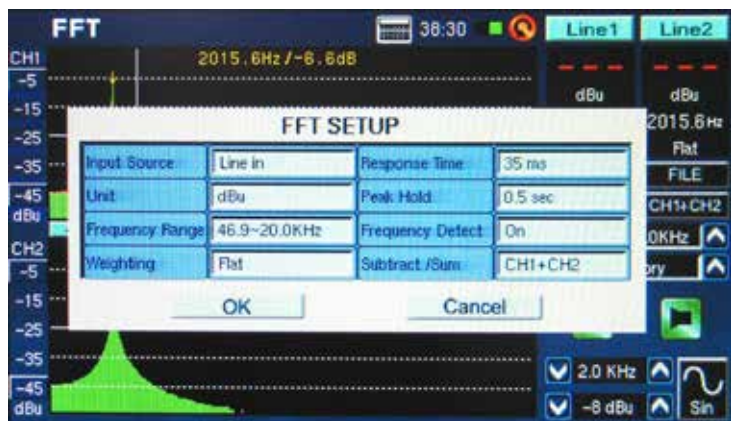 FFT 38:30 Line1 Line2
2015.6Hz/-6.6dB
CH1
-5
-15
-25
-35
-45
dBu
CH2
-5
-15
-25
-35
-45
dBu
--- ---
dBu dBu
2015.6Hz
Flat
FILE
CH1+CH2
.0KHz
ory
FFT SETUP
Input Source Line in Response Time 35 ms
Unit dBu Peak Hold 0.5 sec
Frequency Range 46.9~20.0KHz Frequency Detect On
Weighting Flat Subtract /Sum CH1+CH2
OK Cancel
2.0 KHz
-8 dBu Sin